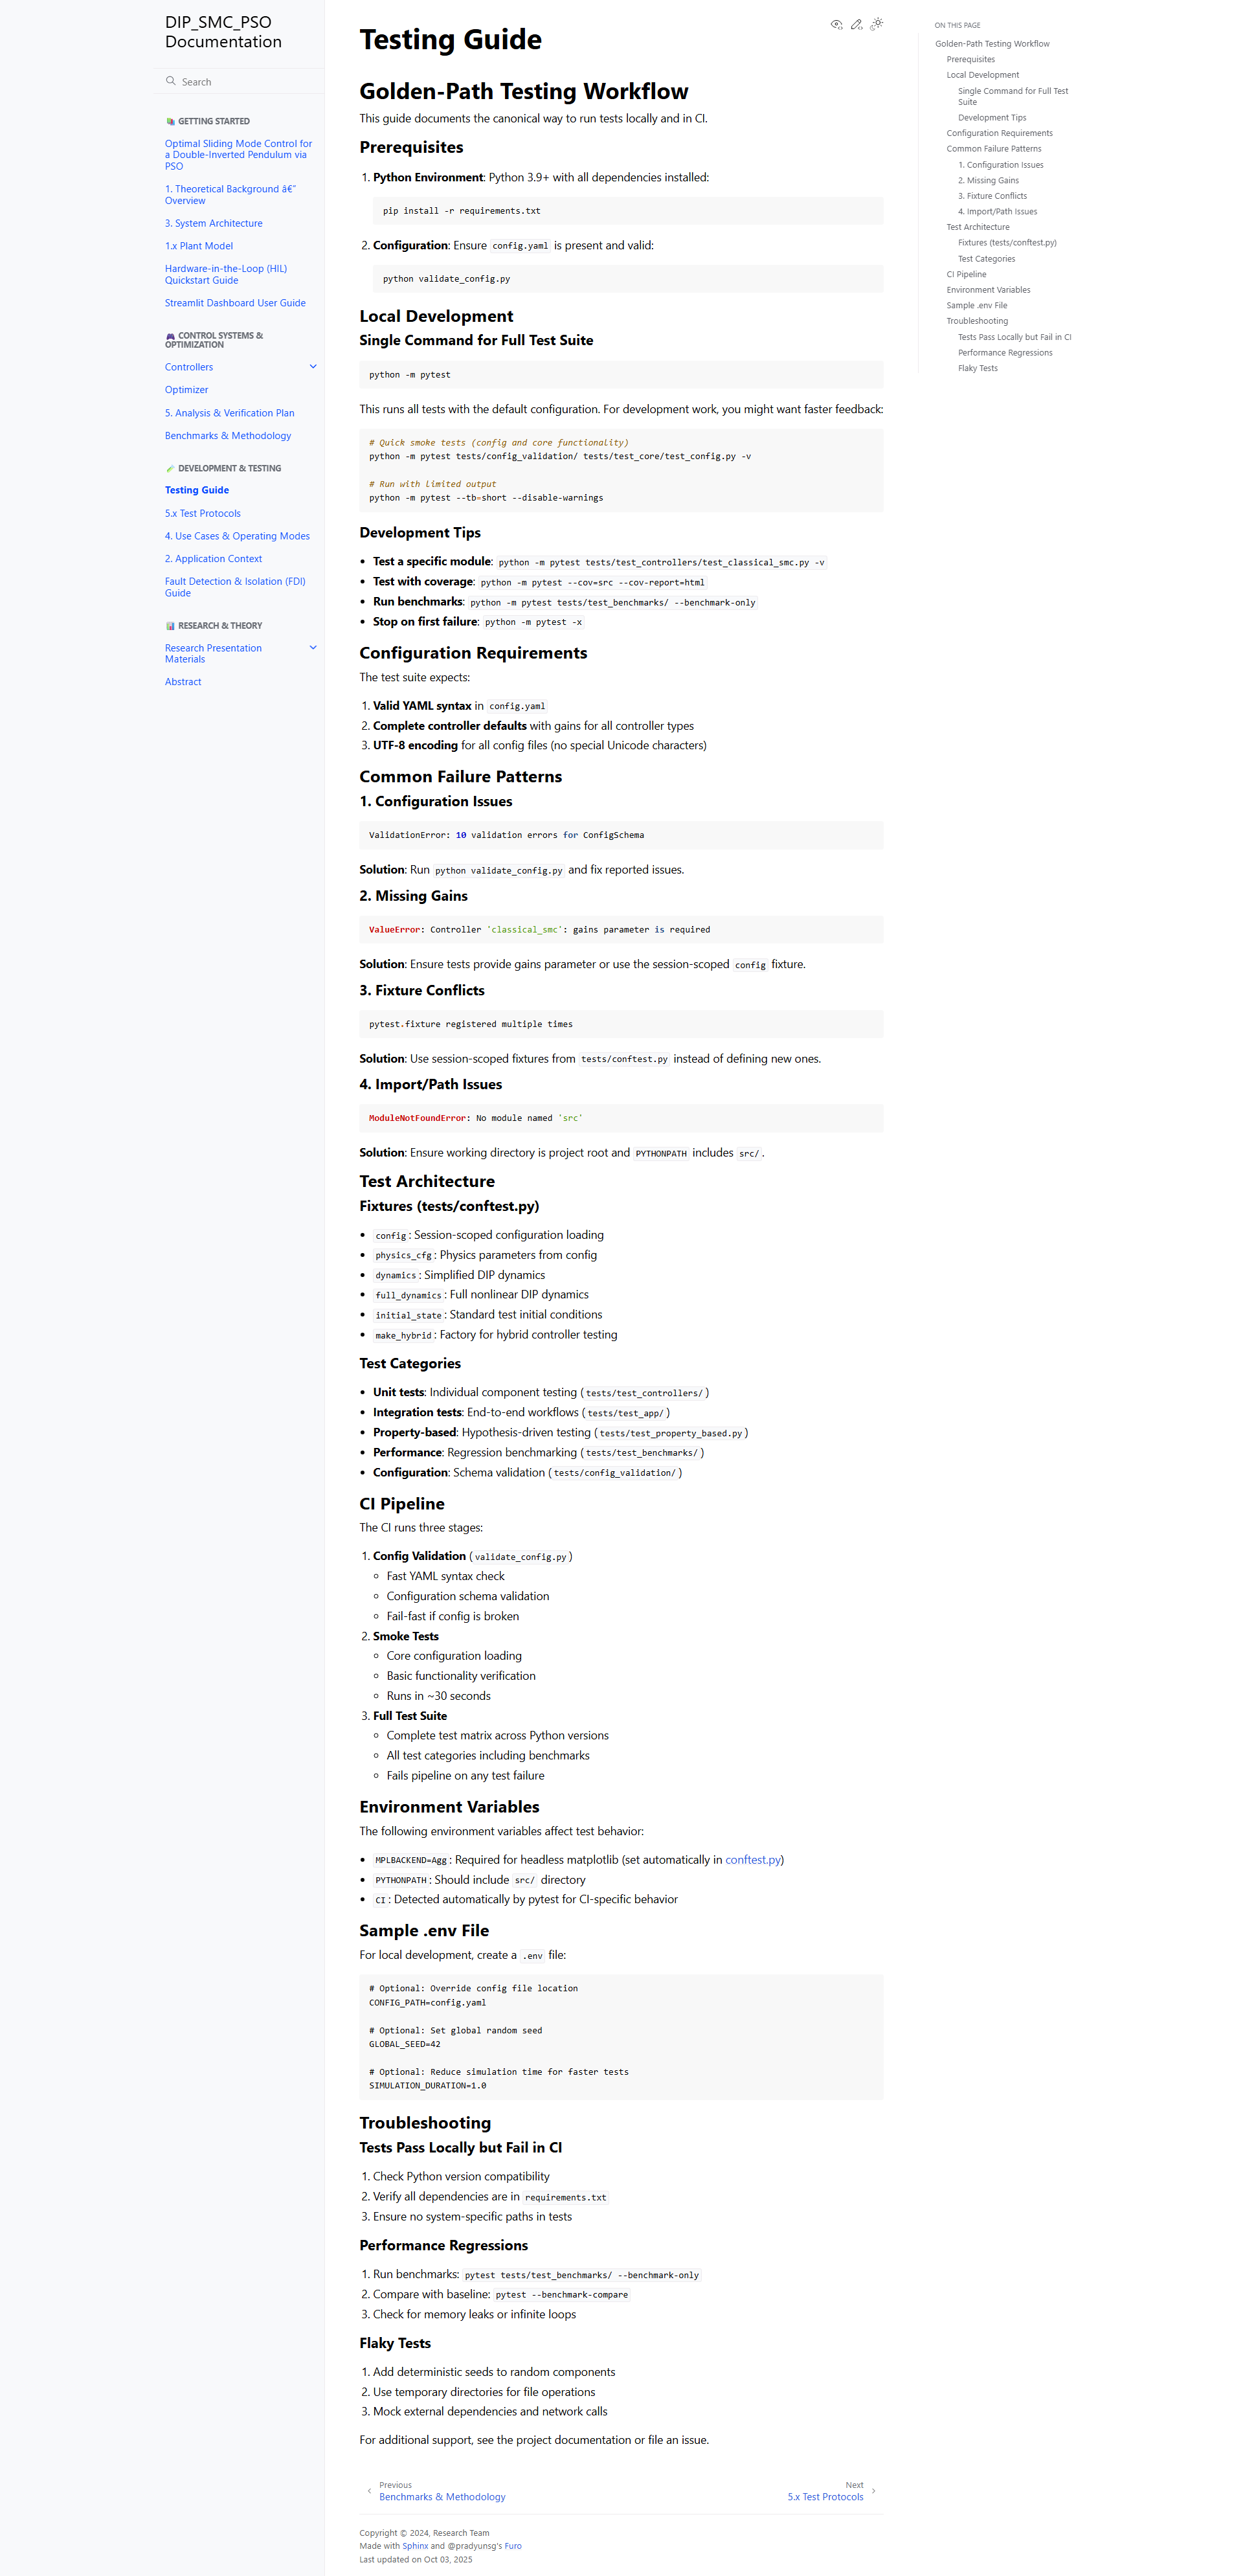 DIP_SMC_PSO
Documentation
Search
📚 GETTING STARTED
Optimal Sliding Mode Control for
a Double-Inverted Pendulum via
PSO
1. Theoretical Background â€”
Overview
3. System Architecture
1.x Plant Model
Hardware-in-the-Loop (HIL)
Quickstart Guide
Streamlit Dashboard User Guide
🎮 CONTROL SYSTEMS &
OPTIMIZATION
Controllers
Optimizer
5. Analysis & Verification Plan
Benchmarks & Methodology
🧪 DEVELOPMENT & TESTING
Testing Guide
5.x Test Protocols
4. Use Cases & Operating Modes
2. Application Context
Fault Detection & Isolation (FDI)
Guide
📊 RESEARCH & THEORY
Research Presentation
Materials
Abstract
Testing Guide
Golden-Path Testing Workflow
This guide documents the canonical way to run tests locally and in CI.
Prerequisites
1. Python Environment: Python 3.9+ with all dependencies installed:
pip install -r requirements.txt
2. Configuration: Ensure config.yaml is present and valid:
python validate_config.py
Local Development
Single Command for Full Test Suite
python -m pytest
This runs all tests with the default configuration. For development work, you might want faster feedback:
# Quick smoke tests (config and core functionality)
python -m pytest tests/config_validation/ tests/test_core/test_config.py -v
# Run with limited output
python -m pytest --tb=short --disable-warnings
Development Tips
• Test a specific module: python -m pytest tests/test_controllers/test_classical_smc.py -v
• Test with coverage: python -m pytest --cov=src --cov-report=html
• Run benchmarks: python -m pytest tests/test_benchmarks/ --benchmark-only
• Stop on first failure: python -m pytest -x
Configuration Requirements
The test suite expects:
1. Valid YAML syntax in config.yaml
2. Complete controller defaults with gains for all controller types
3. UTF-8 encoding for all config files (no special Unicode characters)
Common Failure Patterns
1. Configuration Issues
ValidationError: 10 validation errors for ConfigSchema
Solution: Run python validate_config.py and fix reported issues.
2. Missing Gains
ValueError: Controller 'classical_smc': gains parameter is required
Solution: Ensure tests provide gains parameter or use the session-scoped config fixture.
3. Fixture Conflicts
pytest.fixture registered multiple times
Solution: Use session-scoped fixtures from tests/conftest.py instead of defining new ones.
4. Import/Path Issues
ModuleNotFoundError: No module named 'src'
Solution: Ensure working directory is project root and PYTHONPATH includes src/.
Test Architecture
Fixtures (tests/conftest.py)
• config: Session-scoped configuration loading
• physics_cfg: Physics parameters from config
• dynamics: Simplified DIP dynamics
• full_dynamics: Full nonlinear DIP dynamics
• initial_state: Standard test initial conditions
• make_hybrid: Factory for hybrid controller testing
Test Categories
• Unit tests: Individual component testing (tests/test_controllers/)
• Integration tests: End-to-end workflows (tests/test_app/)
• Property-based: Hypothesis-driven testing (tests/test_property_based.py)
• Performance: Regression benchmarking (tests/test_benchmarks/)
• Configuration: Schema validation (tests/config_validation/)
CI Pipeline
The CI runs three stages:
1. Config Validation (validate_config.py)
◦ Fast YAML syntax check
◦ Configuration schema validation
◦ Fail-fast if config is broken
2. Smoke Tests
◦ Core configuration loading
◦ Basic functionality verification
◦ Runs in ~30 seconds
3. Full Test Suite
◦ Complete test matrix across Python versions
◦ All test categories including benchmarks
◦ Fails pipeline on any test failure
Environment Variables
The following environment variables affect test behavior:
• MPLBACKEND=Agg: Required for headless matplotlib (set automatically in conftest.py)
• PYTHONPATH: Should include src/ directory
• CI: Detected automatically by pytest for CI-specific behavior
Sample .env File
For local development, create a .env file:
# Optional: Override config file location
CONFIG_PATH=config.yaml
# Optional: Set global random seed
GLOBAL_SEED=42
# Optional: Reduce simulation time for faster tests
SIMULATION_DURATION=1.0
Troubleshooting
Tests Pass Locally but Fail in CI
1. Check Python version compatibility
2. Verify all dependencies are in requirements.txt
3. Ensure no system-specific paths in tests
Performance Regressions
1. Run benchmarks: pytest tests/test_benchmarks/ --benchmark-only
2. Compare with baseline: pytest --benchmark-compare
3. Check for memory leaks or infinite loops
Flaky Tests
1. Add deterministic seeds to random components
2. Use temporary directories for file operations
3. Mock external dependencies and network calls
For additional support, see the project documentation or file an issue.
Previous
Benchmarks & Methodology
Next
5.x Test Protocols
Copyright © 2024, Research Team
Made with Sphinx and @pradyunsg's Furo
Last updated on Oct 03, 2025
ON THIS PAGE
Golden-Path Testing Workflow
Prerequisites
Local Development
Single Command for Full Test
Suite
Development Tips
Configuration Requirements
Common Failure Patterns
1. Configuration Issues
2. Missing Gains
3. Fixture Conflicts
4. Import/Path Issues
Test Architecture
Fixtures (tests/conftest.py)
Test Categories
CI Pipeline
Environment Variables
Sample .env File
Troubleshooting
Tests Pass Locally but Fail in CI
Performance Regressions
Flaky Tests